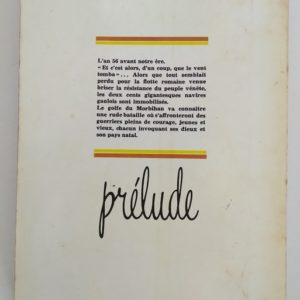 L'an 56 avant notre ère.
« Et c'est alors, d'un coup, que le vent
tomba »... Alors que tout semblait
perdu pour la flotte romaine venue
briser la résistance du peuple vénète,
les deux cents gigantesques navires
gaulois sont immobilisés.
Le golfe du Morbihan va connaître
une rude bataille où s'affronteront des
guerriers pleins de courage, jeunes et
vieux, chacun invoquant ses dieux et
son pays natal.
prélude